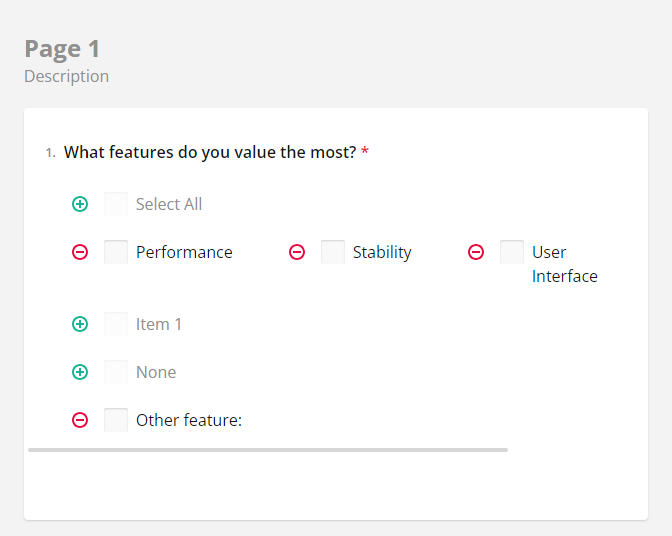 Page 1
Description
1. What features do you value the most? *
Select All
Performance
Stability
User
Interface
Item 1
None
Other feature: